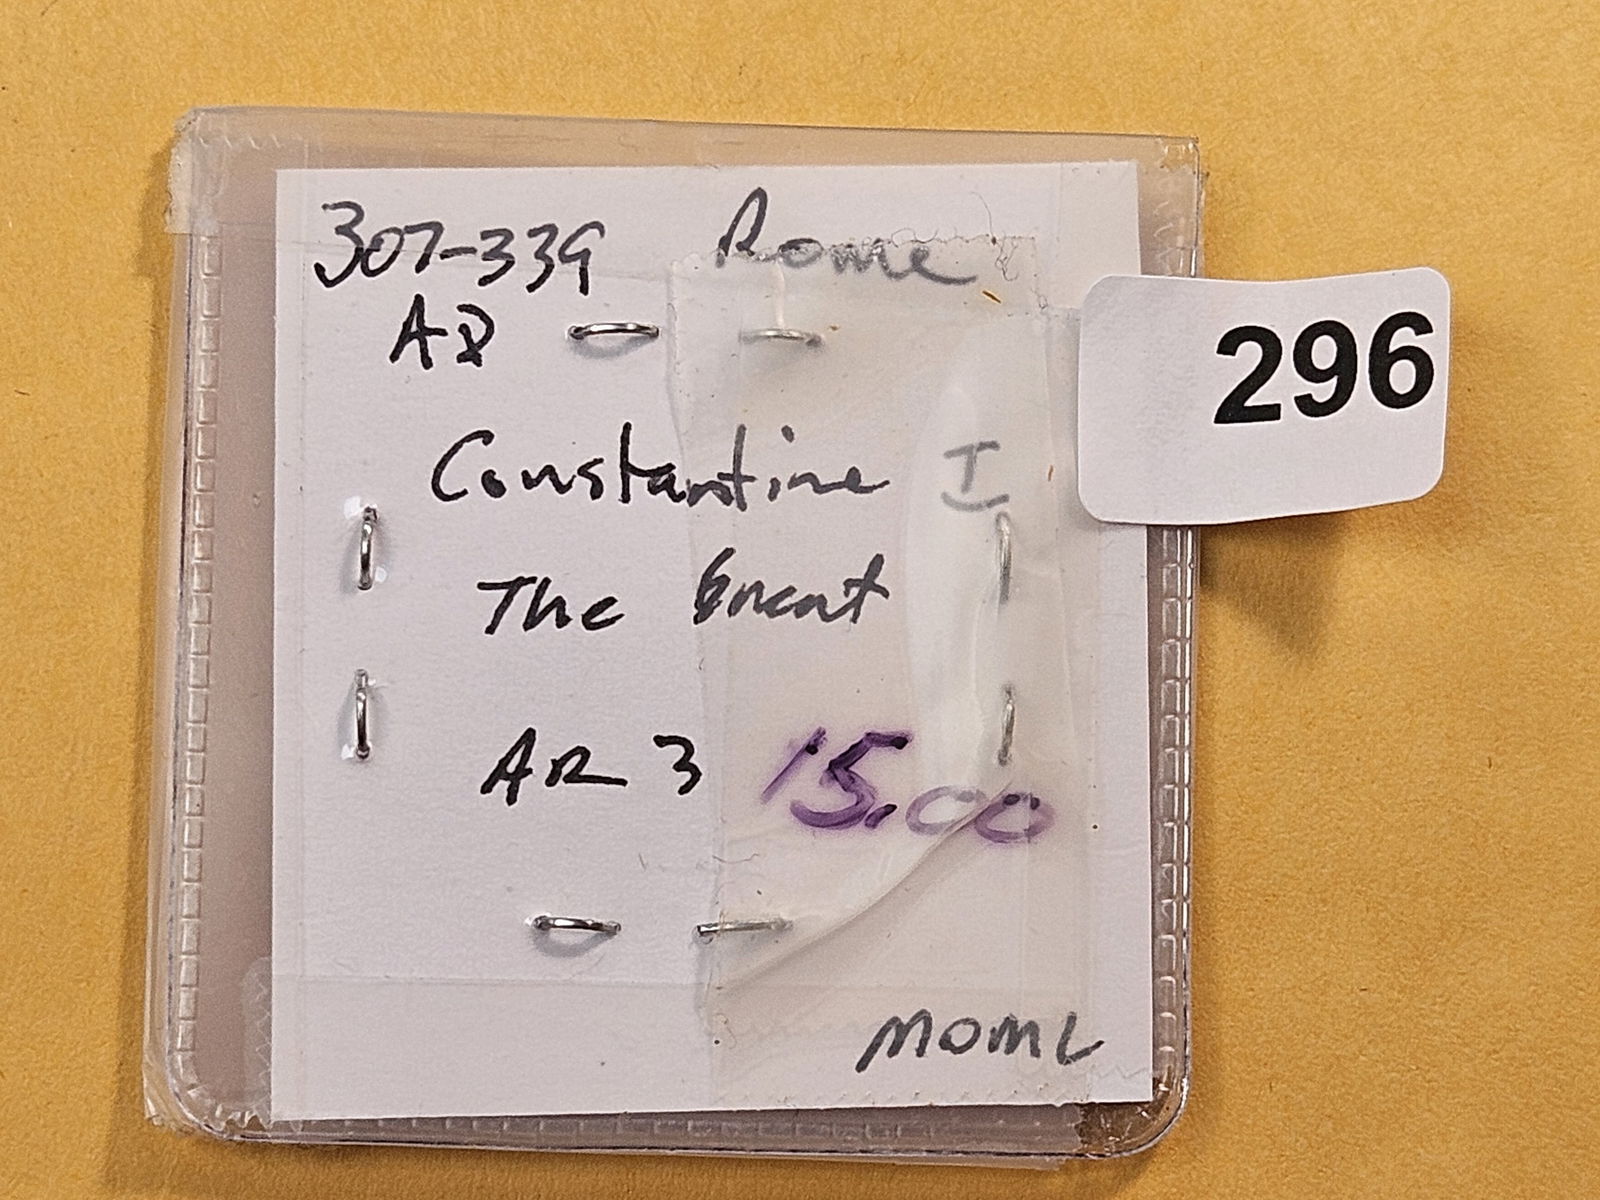 307-339 Rome
AD
296
Constantine I
The Great
AR 3 15.00
MOML